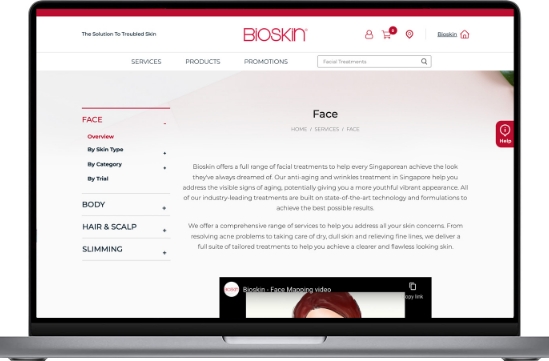 The Solution To Troubled Skin
BIOSKIN
0
Bioskin
SERVICES
PRODUCTS
PROMOTIONS
Facial Treatments
FACE
Overview
By Skin Type
By Category
By Trial
BODY
HAIR & SCALP
SLIMMING
Face
HOME / SERVICES / FACE
Bioskin offers a full range of facial treatments to help every Singaporean achieve the look
they've always dreamed of. Our anti-aging and wrinkles treatment in Singapore help you
address the visible signs of aging, potentially giving you a more youthful vibrant appearance. All
of our industry-leading treatments are built on state-of-the-art technology and formulations to
achieve the best possible results.
We offer a comprehensive range of services to help you address all your skin concerns. From
resolving acne problems to taking care of dry, dull skin and relieving fine lines, we deliver a
full suite of tailored treatments to help you achieve a clearer and flawless looking skin.
Help
BIOSKIN
Bioskin - Face Mapping video
opy link